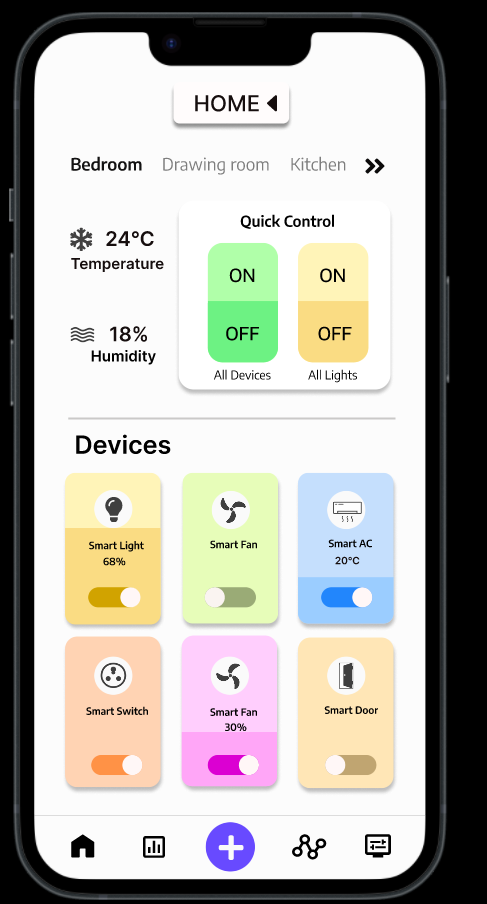 HOME
Bedroom Drawing room Kitchen
24°C
Temperature
18%
Humidity
Quick Control
ON ON
OFF OFF
All Devices All Lights
Devices
Smart Light
68%
Smart Fan
Smart AC
20°C
Smart Switch
Smart Fan
30%
Smart Door